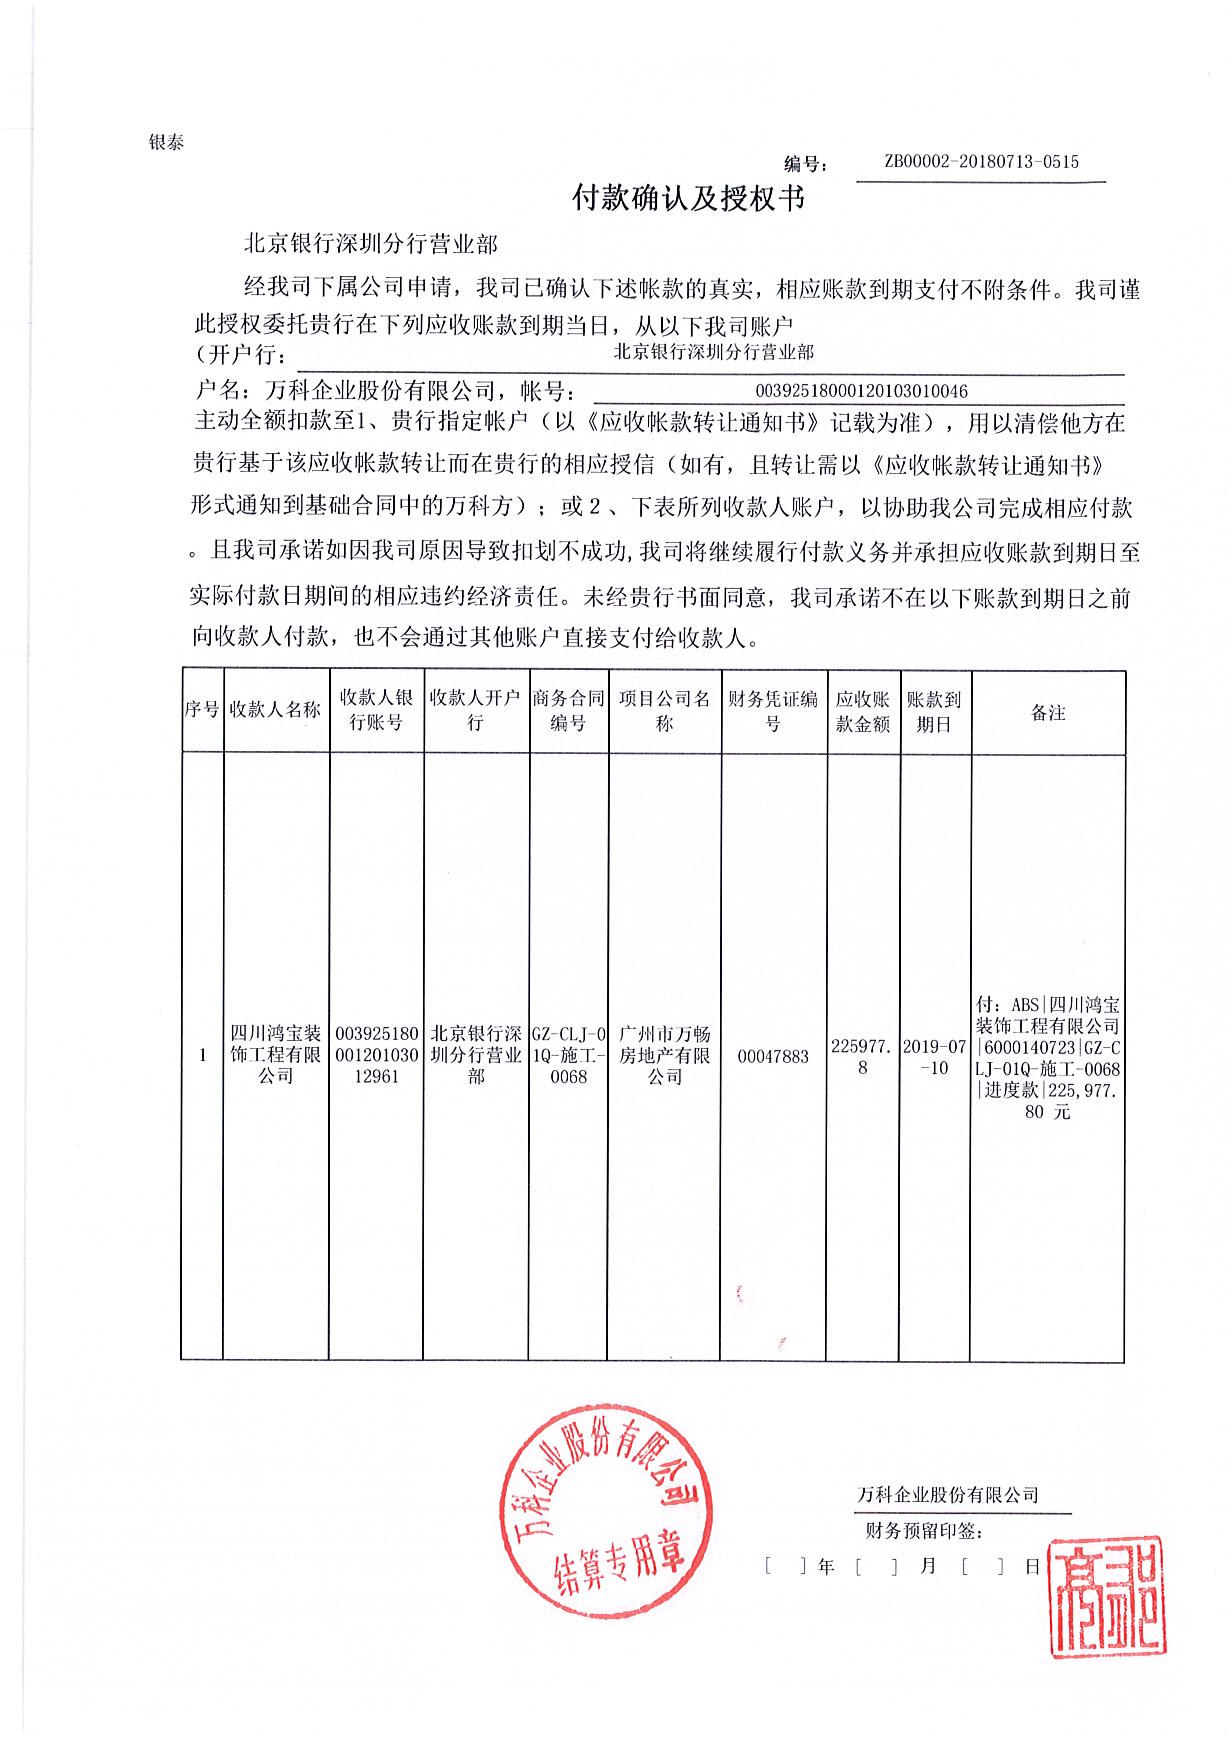 银泰
编号： ZB00002-20180713-0515
付款确认及授权书
北京银行深圳分行营业部
经我司下属公司申请，我司已确认下述帐款的真实，相应账款到期支付不附条件。我司谨
此授权委托贵行在下列应收账款到期当日，从以下我司账户
（开户行： 北京银行深圳分行营业部
户名：万科企业股份有限公司，帐号： 00392518000120103010046
主动全额扣款至1、贵行指定帐户（以《应收帐款转让通知书》记载为准），用以清偿他方在
贵行基于该应收帐款转让而在贵行的相应授信（如有，且转让需以《应收帐款转让通知书》
形式通知到基础合同中的万科方）；或２、下表所列收款人账户，以协助我公司完成相应付款
。且我司承诺如因我司原因导致扣划不成功,我司将继续履行付款义务并承担应收账款到期日至
实际付款日期间的相应违约经济责任。未经贵行书面同意，我司承诺不在以下账款到期日之前
向收款人付款，也不会通过其他账户直接支付给收款人。
序号
收款人名称
收款人银
行账号
收款人开户
行
商务合同
编号
项目公司名
称
财务凭证编
号
应收账
款金额
账款到
期日
备注
1
四川鸿宝装
饰工程有限
公司
003925180
001201030
12961
北京银行深
圳分行营业
部
GZ-CLJ-0
1Q-施工-
0068
广州市万畅
房地产有限
公司
00047883
225977.
8
2019-07
-10
付：ABS|四川鸿宝
装饰工程有限公司
|6000140723|GZ-C
LJ-01Q-施工-0068
|进度款|225,977.
80 元
万科企业股份有限公司
结算专用章
万科企业股份有限公司
财务预留印签：
[ ]年 [ ] 月 [ ] 日